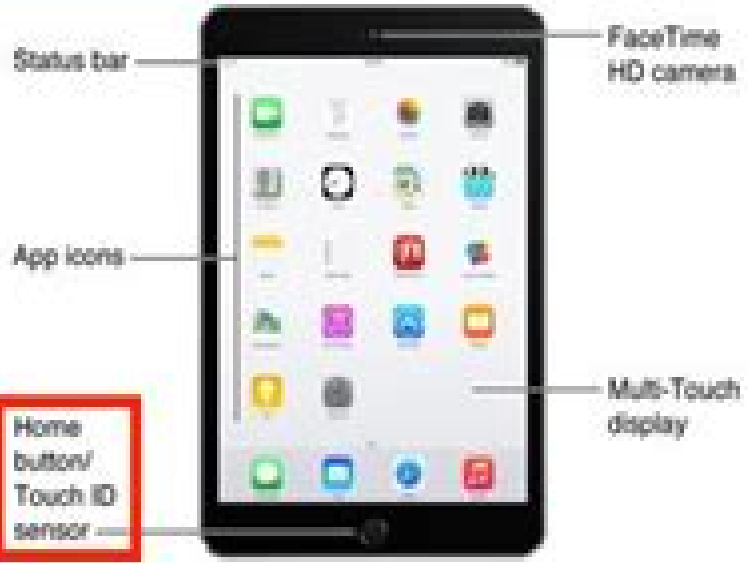 Status bar
FaceTime
HD camera
App icons
Multi-Touch
display
Home
button/
Touch ID
sensor